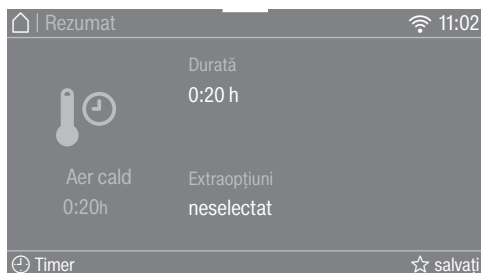 | Rezumat 11:02
Durată
0:20 h
Aer cald
0:20h
Extraopțiuni
neselectat
Timer salvați